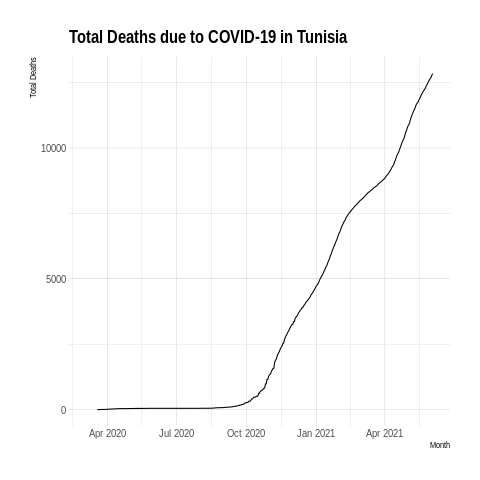 Total Deaths due to COVID-19 in Tunisia
Total Deaths
10000
5000
0
Apr 2020 Jul 2020 Oct 2020 Jan 2021 Apr 2021
Month